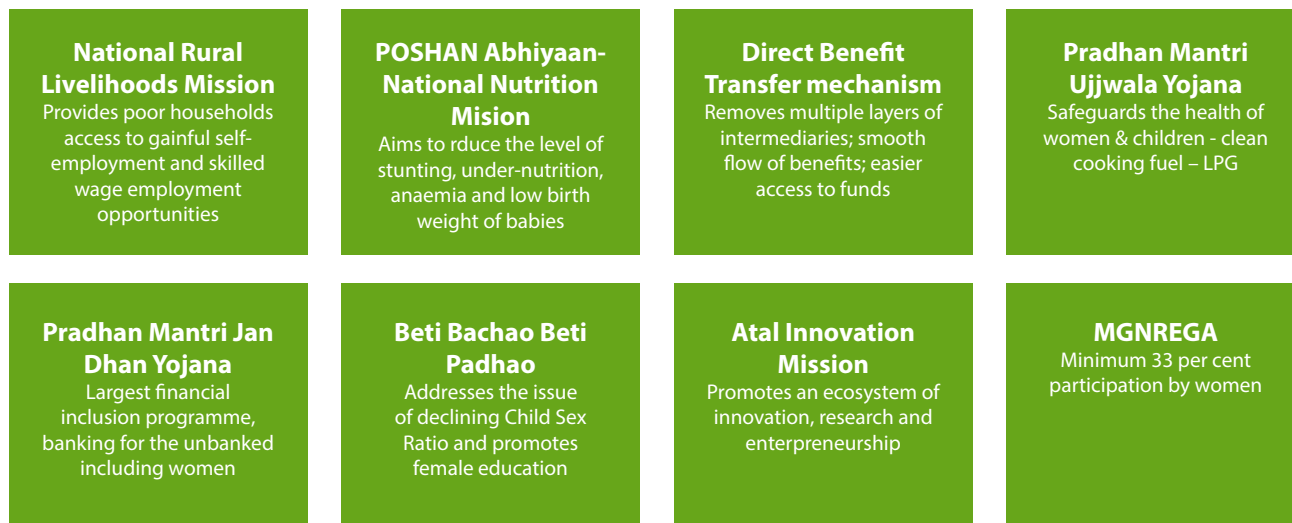 National Rural
Livelihoods Mission
Provides poor households
access to gainful self-
employment and skilled
wage employment
opportunities
POSHAN Abhiyaan-
National Nutrition
Mision
Aims to rduce the level of
stunting, under-nutrition,
anaemia and low birth
weight of babies
Direct Benefit
Transfer mechanism
Removes multiple layers of
intermediaries; smooth
flow of benefits; easier
access to funds
Pradhan Mantri
Ujjwala Yojana
Safeguards the health of
women & children - clean
cooking fuel – LPG
Pradhan Mantri Jan
Dhan Yojana
Largest financial
inclusion programme,
banking for the unbanked
including women
Beti Bachao Beti
Padhao
Addresses the issue
of declining Child Sex
Ratio and promotes
female education
Atal Innovation
Mission
Promotes an ecosystem of
innovation, research and
enterpreneurship
MGNREGA
Minimum 33 per cent
participation by women